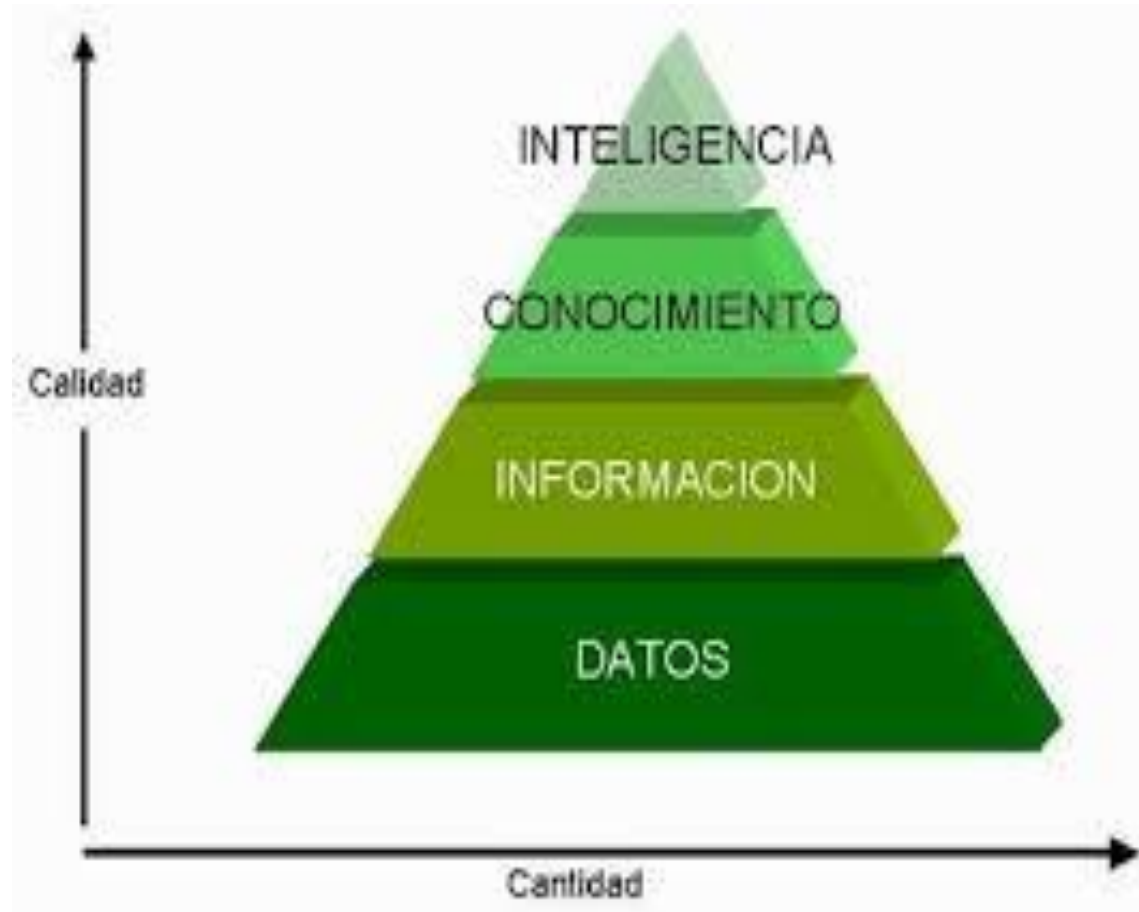 INTELIGENCIA
CONOCIMIENTO
Calidad
INFORMACION
DATOS
Cantidad